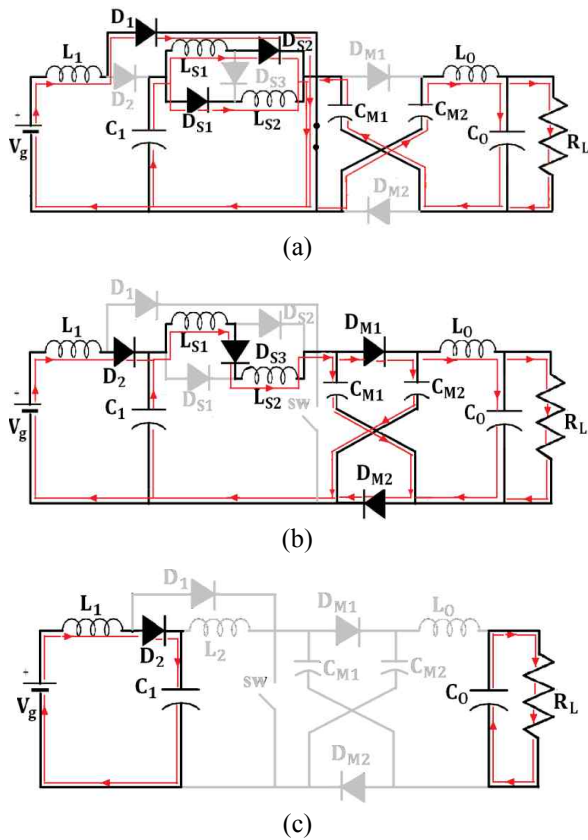 D1
LS1
DS2
DM1
LO
L1
D2
DS3
CM1
CM2
Vg
C1
DS1
LS2
CO
RL
DM2
(a)
D1
LS1
DS2
DM1
LO
L1
D2
DS3
CM1
CM2
Vg
C1
DS1
LS2
SW
CO
RL
DM2
(b)
D1
L1
D2
L2
DM1
LO
CM1
CM2
Vg
C1
SW
CO
RL
DM2
(c)